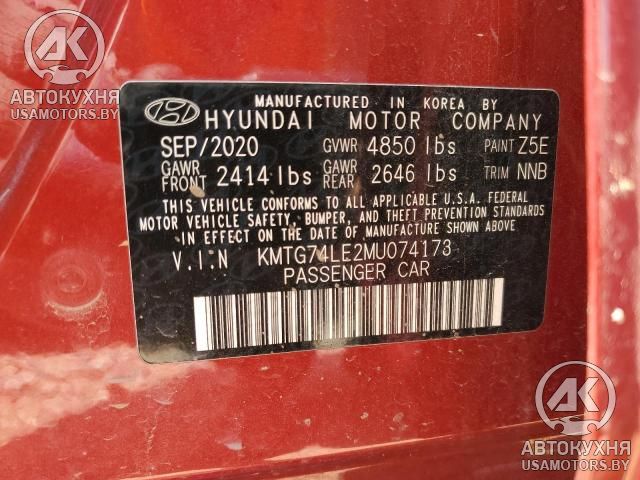 AK
АВТОКУХНЯ
USAMOTORS.BY
MANUFACTURED IN KOREA BY
HYUNDAI MOTOR COMPANY
SEP/2020 GVWR 4850 lbs PAINT Z5E
GAWR FRONT 2414 lbs GAWR REAR 2646 lbs TRIM NNB
THIS VEHICLE CONFORMS TO ALL APPLICABLE U.S.A. FEDERAL
MOTOR VEHICLE SAFETY, BUMPER, AND THEFT PREVENTION STANDARDS
IN EFFECT ON THE DATE OF MANUFACTURE SHOWN ABOVE.
V.I.N KMTG74LE2MU074173
PASSENGER CAR
AK
АВТОКУХНЯ
USAMOTORS.BY